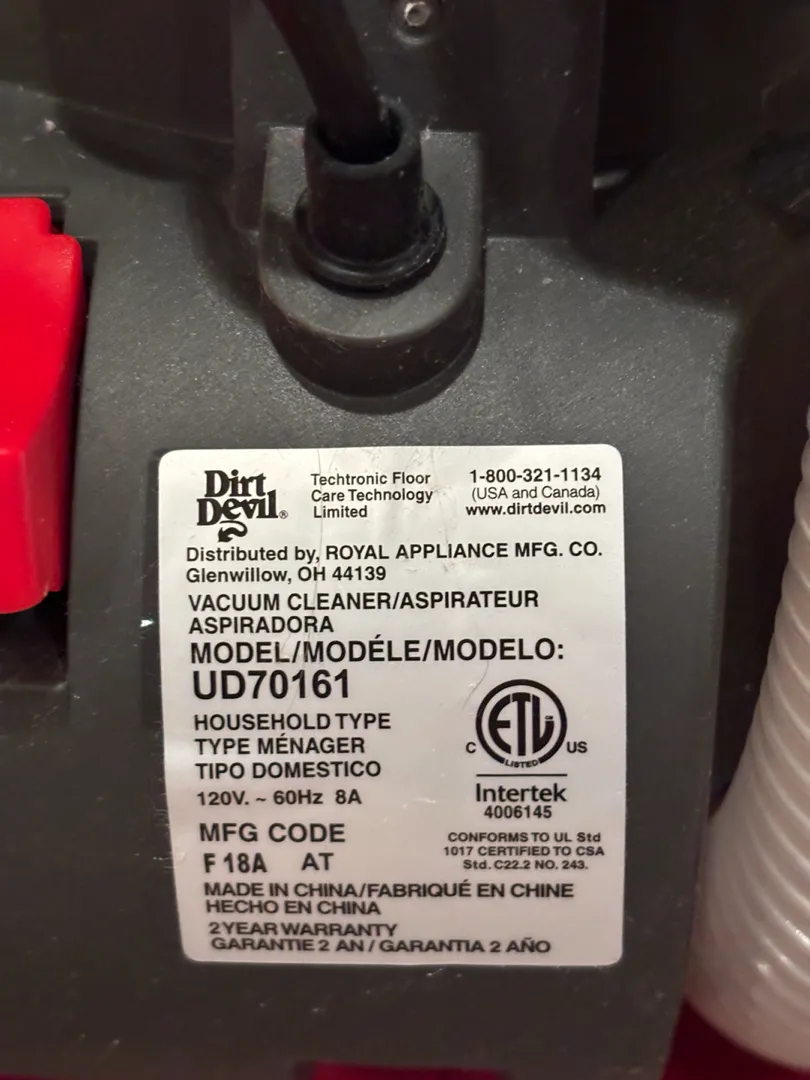 Dirt Devil®
Techtronic Floor
Care Technology
Limited
1-800-321-1134
(USA and Canada)
www.dirtdevil.com
Distributed by, ROYAL APPLIANCE MFG. CO.
Glenwillow, OH 44139
VACUUM CLEANER/ASPIRATEUR
ASPIRADORA
MODEL/MODÉLE/MODELO:
UD70161
HOUSEHOLD TYPE
TYPE MÉNAGER
TIPO DOMESTICO
120V. ~ 60Hz 8A
C ETL US
LISTED
Intertek
4006145
MFG CODE
F 18A AT
CONFORMS TO UL Std
1017 CERTIFIED TO CSA
Std. C22.2 NO. 243.
MADE IN CHINA/FABRIQUÉ EN CHINE
HECHO EN CHINA
2 YEAR WARRANTY
GARANTIE 2 AN / GARANTIA 2 AÑO